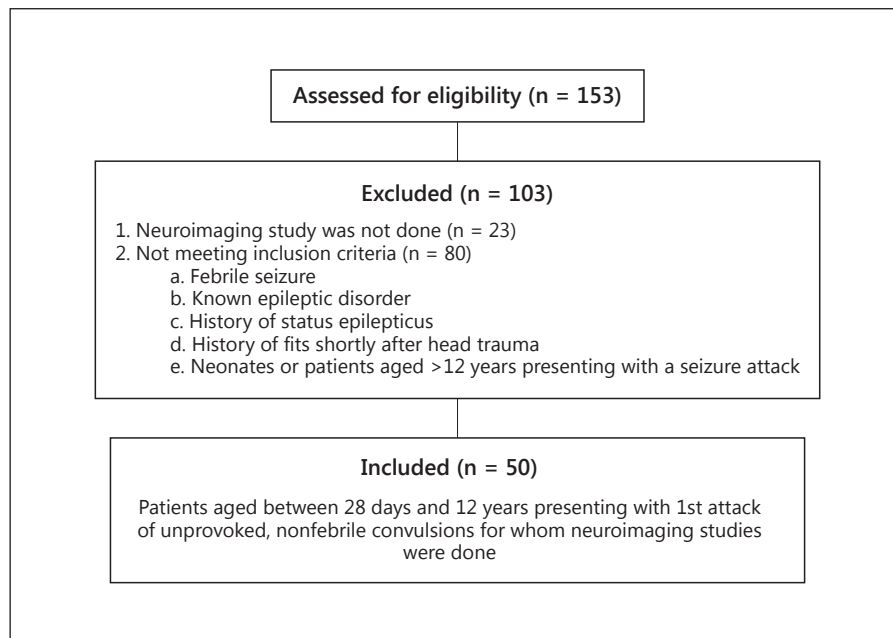 Assessed for eligibility (n = 153)
Excluded (n = 103)
1. Neuroimaging study was not done (n = 23)
2. Not meeting inclusion criteria (n = 80)
a. Febrile seizure
b. Known epileptic disorder
c. History of status epilepticus
d. History of fits shortly after head trauma
e. Neonates or patients aged >12 years presenting with a seizure attack
Included (n = 50)
Patients aged between 28 days and 12 years presenting with 1st attack
of unprovoked, nonfebrile convulsions for whom neuroimaging studies
were done